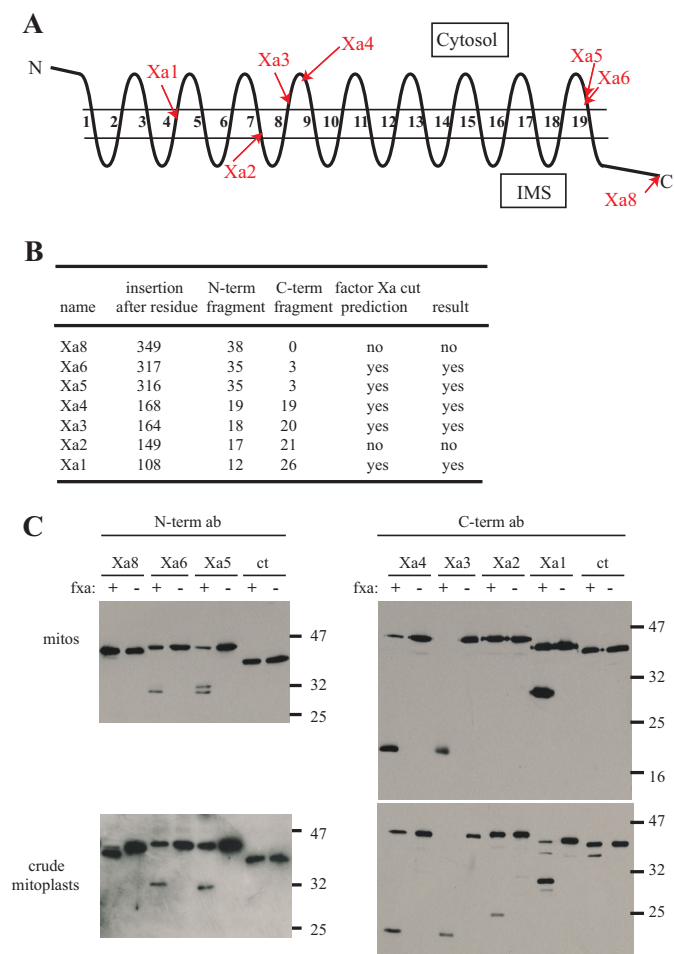 A
Cytosol
Xa4
Xa3
Xa5
Xa1
Xa6
N
1 2 3 4 5 6 7 8 9 10 11 12 13 14 15 16 17 18 19
Xa2
C
IMS
Xa8
B
name insertion after residue N-term fragment C-term fragment factor Xa cut prediction result
Xa8 349 38 0 no no
Xa6 317 35 3 yes yes
Xa5 316 35 3 yes yes
Xa4 168 19 19 yes yes
Xa3 164 18 20 yes yes
Xa2 149 17 21 no no
Xa1 108 12 26 yes yes
C
N-term ab
Xa8 Xa6 Xa5 ct
fxa: + - + - + - + -
mitos
47
32
25
crude
mitoplasts
47
32
25
C-term ab
Xa4 Xa3 Xa2 Xa1 ct
fxa: + - + - + - + - + -
47
32
25
16
47
32
25